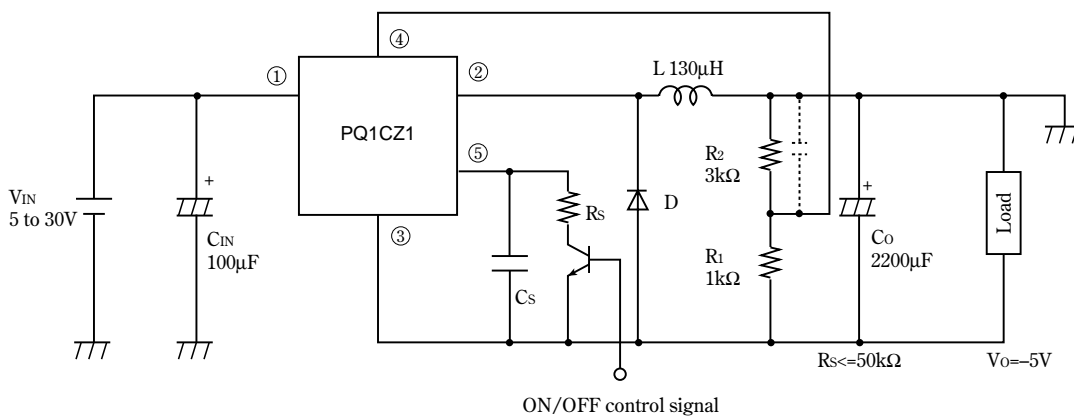 ④
①
②
L 130μH
PQ1CZ1
⑤
R2
3kΩ
VIN
5 to 30V
+
CIN
100μF
RS
D
+
Load
③
CO
2200μF
R1
1kΩ
CS
RS<=50kΩ
VO=–5V
ON/OFF control signal